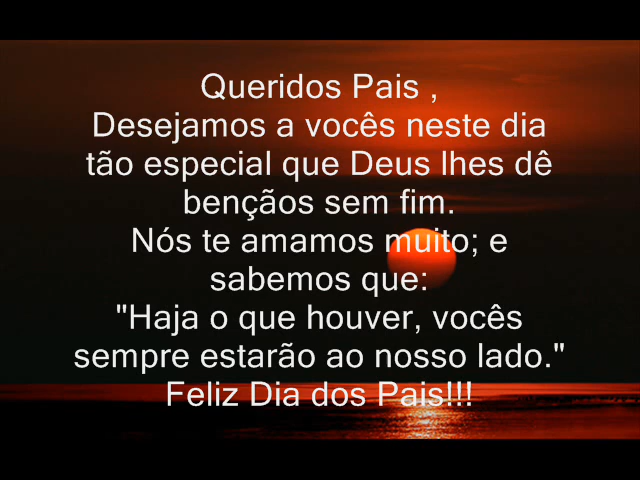 Queridos Pais ,
Desejamos a vocês neste dia
tão especial que Deus lhes dê
bençãos sem fim.
Nós te amamos muito; e
sabemos que:
"Haja o que houver, vocês
sempre estarão ao nosso lado."
Feliz Dia dos Pais!!!